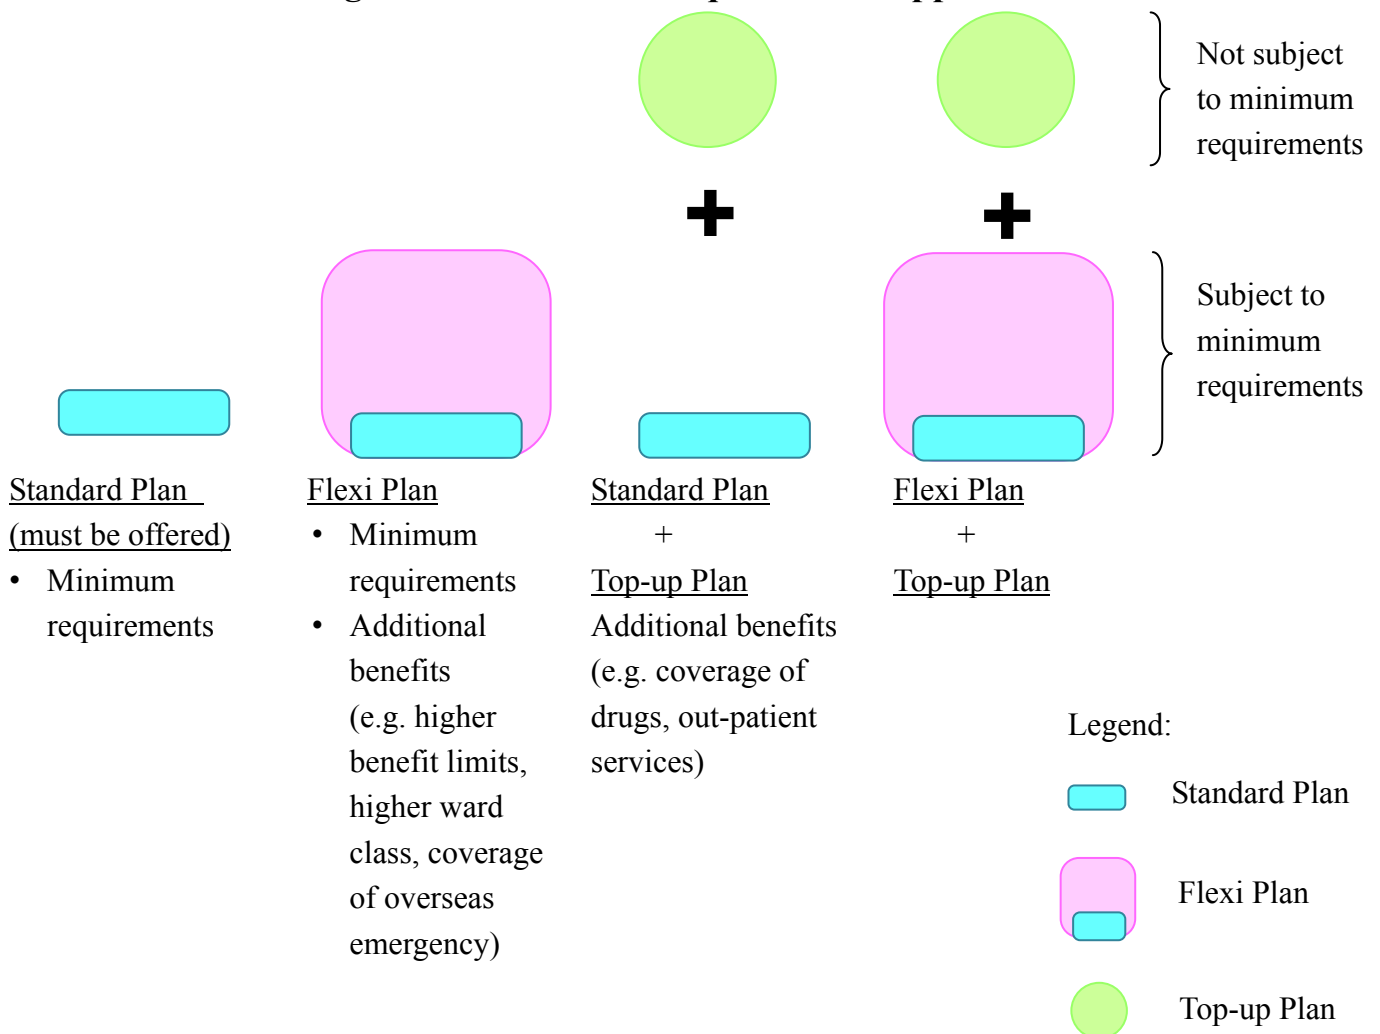 Not subject
to minimum
requirements
+
+
Subject to
minimum
requirements
Standard Plan
(must be offered)
• Minimum
requirements
Flexi Plan
• Minimum
requirements
• Additional
benefits
(e.g. higher
benefit limits,
higher ward
class, coverage
of overseas
emergency)
Standard Plan
+
Top-up Plan
Additional benefits
(e.g. coverage of
drugs, out-patient
services)
Flexi Plan
+
Top-up Plan
Legend:
Standard Plan
Flexi Plan
Top-up Plan